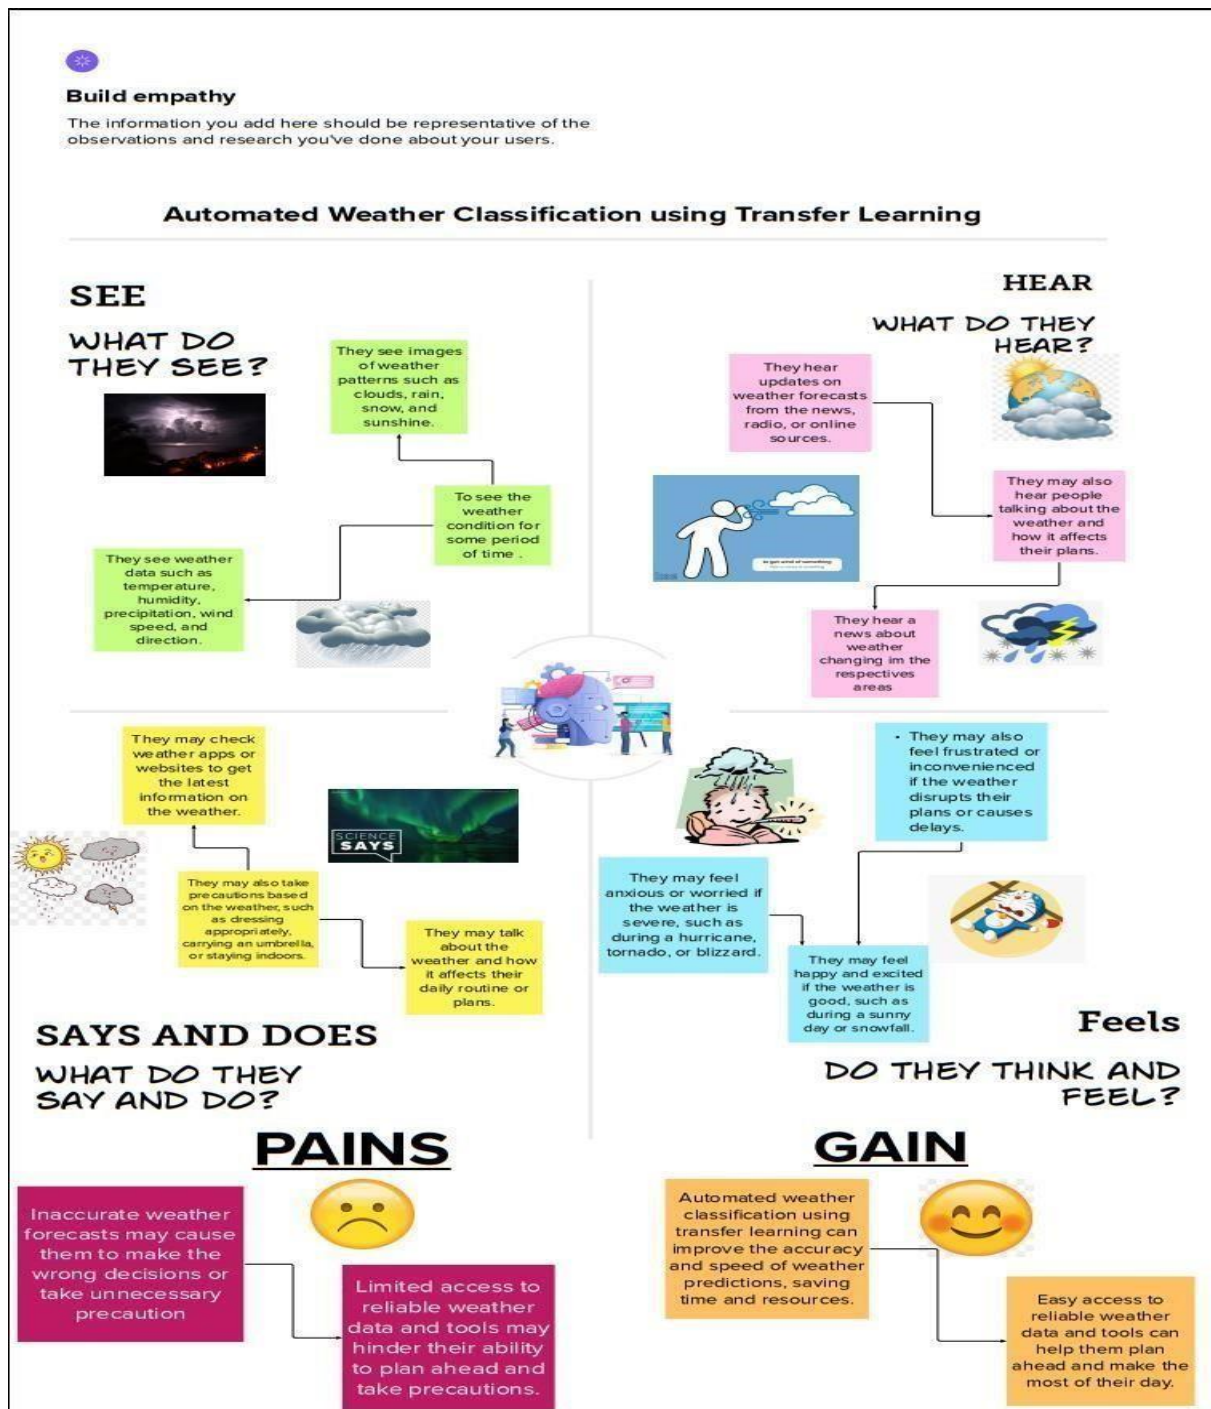 Build empathy
The information you add here should be representative of the
observations and research you've done about your users.
Automated Weather Classification using Transfer Learning
SEE
WHAT DO
THEY SEE?
They see images
of weather
patterns such as
clouds, rain,
snow, and
sunshine.
To see the
weather
condition for
some period
of time .
They see weather
data such as
temperature,
humidity,
precipitation, wind
speed, and
direction.
HEAR
WHAT DO THEY
HEAR?
They hear
updates on
weather forecasts
from the news,
radio, or online
sources.
They may also
hear people
talking about the
weather and
how it affects
their plans.
to get wind of something
They hear a
news about
weather
changing im the
respectives
areas
They may check
weather apps or
websites to get
the latest
information on
the weather.
SCIENCE
SAYS
They may also take
precautions based
on the weather, such
as dressing
appropriately,
carrying an umbrella,
or staying indoors.
They may talk
about the
weather and how
it affects their
daily routine or
plans.
SAYS AND DOES
WHAT DO THEY
SAY AND DO?
• They may also
feel frustrated or
inconvenienced
if the weather
disrupts their
plans or causes
delays.
They may feel
anxious or worried if
the weather is
severe, such as
during a hurricane,
tornado, or blizzard.
They may feel
happy and excited
if the weather is
good, such as
during a sunny
day or snowfall.
Feels
DO THEY THINK AND
FEEL?
PAINS
Inaccurate weather
forecasts may cause
them to make the
wrong decisions or
take unnecessary
precaution
Limited access to
reliable weather
data and tools may
hinder their ability
to plan ahead and
take precautions.
GAIN
Automated weather
classification using
transfer learning can
improve the accuracy
and speed of weather
predictions, saving
time and resources.
Easy access to
reliable weather
data and tools can
help them plan
ahead and make the
most of their day.